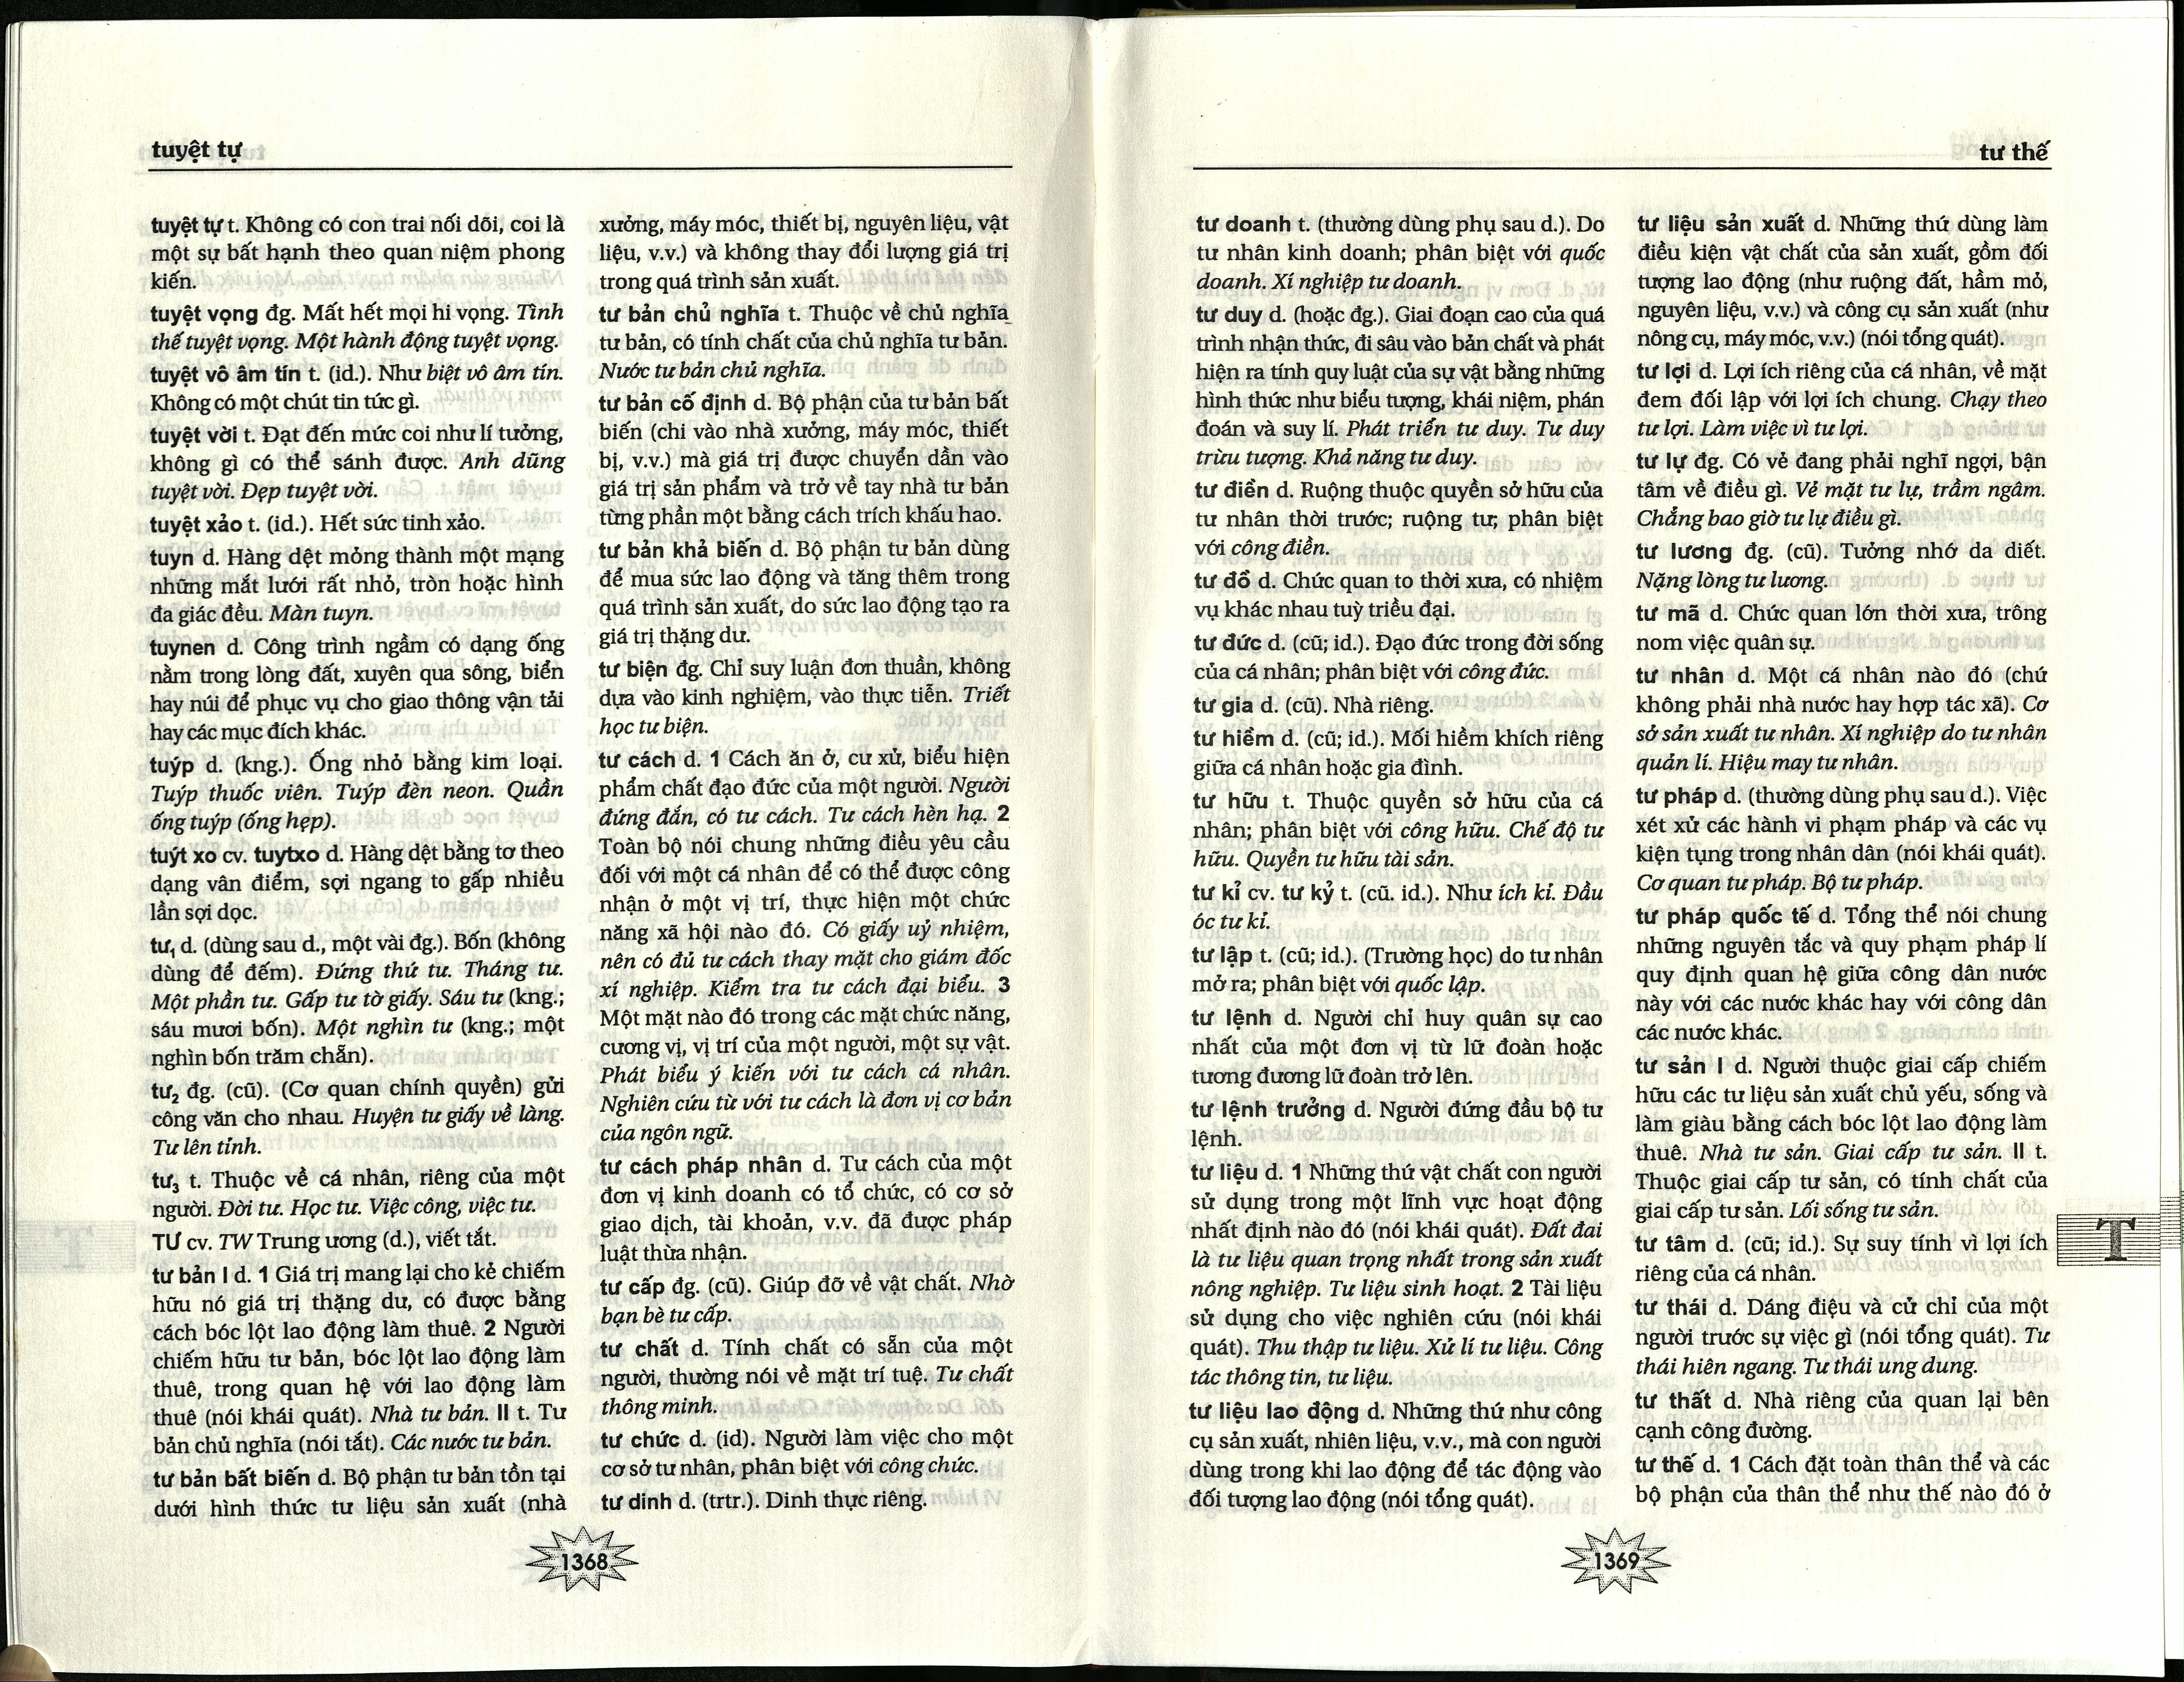 tuyệt tự
tuyệt tự t. Không có con trai nối dõi, coi là
một sự bất hạnh theo quan niệm phong
kiến.
tuyệt vọng đg. Mất hết mọi hi vọng. Tình
thế tuyệt vọng. Một hành động tuyệt vọng.
tuyệt vô âm tín t. (id.). Như biệt vô âm tín.
Không có một chút tin tức gì.
tuyệt vời t. Đạt đến mức coi như lí tưởng,
không gì có thể sánh được. Anh dũng
tuyệt vời. Đẹp tuyệt vời.
tuyệt xảo t. (id.). Hết sức tinh xảo.
tuyn d. Hàng dệt mỏng thành một mạng
những mắt lưới rất nhỏ, tròn hoặc hình
đa giác đều. Màn tuyn.
tuynen d. Công trình ngầm có dạng ống
nằm trong lòng đất, xuyên qua sông, biển
hay núi để phục vụ cho giao thông vận tải
hay các mục đích khác.
tuýp d. (kng.). Ống nhỏ bằng kim loại.
Tuýp thuốc viên. Tuýp đèn neon. Quần
ống tuýp (ống hẹp).
tuýt xo cv. tuytxo d. Hàng dệt bằng tơ theo
dạng vân điểm, sợi ngang to gấp nhiều
lần sợi dọc.
tư₁ d. (dùng sau d., một vài đg.). Bốn (không
dùng để đếm). Đứng thứ tư. Tháng tư.
Một phần tư. Gấp tư tờ giấy. Sáu tư (kng.;
sáu mươi bốn). Một nghìn tư (kng.; một
nghìn bốn trăm chẵn).
tư₂ đg. (cũ). (Cơ quan chính quyền) gửi
công văn cho nhau. Huyện tư giấy về làng.
Tư lên tỉnh.
tư₃ t. Thuộc về cá nhân, riêng của một
người. Đời tư. Học tư. Việc công, việc tư.
TƯ cv. TW Trung ương (d.), viết tắt.
tư bản I d. 1 Giá trị mang lại cho kẻ chiếm
hữu nó giá trị thặng dư, có được bằng
cách bóc lột lao động làm thuê. 2 Người
chiếm hữu tư bản, bóc lột lao động làm
thuê, trong quan hệ với lao động làm
thuê (nói khái quát). Nhà tư bản. II t. Tư
bản chủ nghĩa (nói tắt). Các nước tư bản.
tư bản bất biến d. Bộ phận tư bản tồn tại
dưới hình thức tư liệu sản xuất (nhà
xưởng, máy móc, thiết bị, nguyên liệu, vật
liệu, v.v.) và không thay đổi lượng giá trị
trong quá trình sản xuất.
tư bản chủ nghĩa t. Thuộc về chủ nghĩa
tư bản, có tính chất của chủ nghĩa tư bản.
Nước tư bản chủ nghĩa.
tư bản cố định d. Bộ phận của tư bản bất
biến (chi vào nhà xưởng, máy móc, thiết
bị, v.v.) mà giá trị được chuyển dần vào
giá trị sản phẩm và trở về tay nhà tư bản
từng phần một bằng cách trích khấu hao.
tư bản khả biến d. Bộ phận tư bản dùng
để mua sức lao động và tăng thêm trong
quá trình sản xuất, do sức lao động tạo ra
giá trị thặng dư.
tư biện đg. Chỉ suy luận đơn thuần, không
dựa vào kinh nghiệm, vào thực tiễn. Triết
học tư biện.
tư cách d. 1 Cách ăn ở, cư xử, biểu hiện
phẩm chất đạo đức của một người. Người
đứng đắn, có tư cách. Tư cách hèn hạ. 2
Toàn bộ nói chung những điều yêu cầu
đối với một cá nhân để có thể được công
nhận ở một vị trí, thực hiện một chức
năng xã hội nào đó. Có giấy uỷ nhiệm,
nên có đủ tư cách thay mặt cho giám đốc
xí nghiệp. Kiểm tra tư cách đại biểu. 3
Một mặt nào đó trong các mặt chức năng,
cương vị, vị trí của một người, một sự vật.
Phát biểu ý kiến với tư cách cá nhân.
Nghiên cứu từ với tư cách là đơn vị cơ bản
của ngôn ngữ.
tư cách pháp nhân d. Tư cách của một
đơn vị kinh doanh có tổ chức, có cơ sở
giao dịch, tài khoản, v.v. đã được pháp
luật thừa nhận.
tư cấp đg. (cũ). Giúp đỡ về vật chất. Nhờ
bạn bè tư cấp.
tư chất d. Tính chất có sẵn của một
người, thường nói về mặt trí tuệ. Tư chất
thông minh.
tư chức d. (id). Người làm việc cho một
cơ sở tư nhân, phân biệt với công chức.
tư dinh d. (trtr.). Dinh thực riêng.
1368
tư thế
tư doanh t. (thường dùng phụ sau d.). Do
tư nhân kinh doanh; phân biệt với quốc
doanh. Xí nghiệp tư doanh.
tư duy d. (hoặc đg.). Giai đoạn cao của quá
trình nhận thức, đi sâu vào bản chất và phát
hiện ra tính quy luật của sự vật bằng những
hình thức như biểu tượng, khái niệm, phán
đoán và suy lí. Phát triển tư duy. Tư duy
trừu tượng. Khả năng tư duy.
tư điền d. Ruộng thuộc quyền sở hữu của
tư nhân thời trước; ruộng tư; phân biệt
với công điền.
tư đồ d. Chức quan to thời xưa, có nhiệm
vụ khác nhau tuỳ triều đại.
tư đức d. (cũ; id.). Đạo đức trong đời sống
của cá nhân; phân biệt với công đức.
tư gia d. (cũ). Nhà riêng.
tư hiềm d. (cũ; id.). Mối hiềm khích riêng
giữa cá nhân hoặc gia đình.
tư hữu t. Thuộc quyền sở hữu của cá
nhân; phân biệt với công hữu. Chế độ tư
hữu. Quyền tư hữu tài sản.
tư kỉ cv. tư kỷ t. (cũ. id.). Như ích kỉ. Đầu
óc tư kỉ.
tư lập t. (cũ; id.). (Trường học) do tư nhân
mở ra; phân biệt với quốc lập.
tư lệnh d. Người chỉ huy quân sự cao
nhất của một đơn vị từ lữ đoàn hoặc
tương đương lữ đoàn trở lên.
tư lệnh trưởng d. Người đứng đầu bộ tư
lệnh.
tư liệu d. 1 Những thứ vật chất con người
sử dụng trong một lĩnh vực hoạt động
nhất định nào đó (nói khái quát). Đất đai
là tư liệu quan trọng nhất trong sản xuất
nông nghiệp. Tư liệu sinh hoạt. 2 Tài liệu
sử dụng cho việc nghiên cứu (nói khái
quát). Thu thập tư liệu. Xử lí tư liệu. Công
tác thông tin, tư liệu.
tư liệu lao động d. Những thứ như công
cụ sản xuất, nhiên liệu, v.v., mà con người
dùng trong khi lao động để tác động vào
đối tượng lao động (nói tổng quát).
tư liệu sản xuất d. Những thứ dùng làm
điều kiện vật chất của sản xuất, gồm đối
tượng lao động (như ruộng đất, hầm mỏ,
nguyên liệu, v.v.) và công cụ sản xuất (như
nông cụ, máy móc, v.v.) (nói tổng quát).
tư lợi d. Lợi ích riêng của cá nhân, về mặt
đem đối lập với lợi ích chung. Chạy theo
tư lợi. Làm việc vì tư lợi.
tư lự đg. Có vẻ đang phải nghĩ ngợi, bận
tâm về điều gì. Vẻ mặt tư lự, trầm ngâm.
Chẳng bao giờ tư lự điều gì.
tư lương đg. (cũ). Tưởng nhớ da diết.
Nặng lòng tư lương.
tư mã d. Chức quan lớn thời xưa, trông
nom việc quân sự.
tư nhân d. Một cá nhân nào đó (chứ
không phải nhà nước hay hợp tác xã). Cơ
sở sản xuất tư nhân. Xí nghiệp do tư nhân
quản lí. Hiệu may tư nhân.
tư pháp d. (thường dùng phụ sau d.). Việc
xét xử các hành vi phạm pháp và các vụ
kiện tụng trong nhân dân (nói khái quát).
Cơ quan tư pháp. Bộ tư pháp.
tư pháp quốc tế d. Tổng thể nói chung
những nguyên tắc và quy phạm pháp lí
quy định quan hệ giữa công dân nước
này với các nước khác hay với công dân
các nước khác.
tư sản I d. Người thuộc giai cấp chiếm
hữu các tư liệu sản xuất chủ yếu, sống và
làm giàu bằng cách bóc lột lao động làm
thuê. Nhà tư sản. Giai cấp tư sản. II t.
Thuộc giai cấp tư sản, có tính chất của
giai cấp tư sản. Lối sống tư sản.
tư tâm d. (cũ; id.). Sự suy tính vì lợi ích
riêng của cá nhân.
tư thái d. Dáng điệu và cử chỉ của một
người trước sự việc gì (nói tổng quát). Tư
thái hiên ngang. Tư thái ung dung.
tư thất d. Nhà riêng của quan lại bên
cạnh công đường.
tư thế d. 1 Cách đặt toàn thân thể và các
bộ phận của thân thể như thế nào đó ở
T
1369